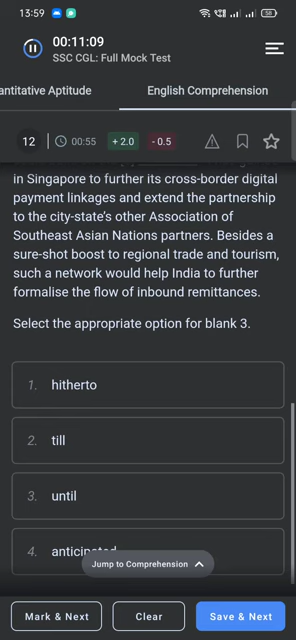 13:59
58
00:11:09
SSC CGL: Full Mock Test
antitative Aptitude
English Comprehension
12
00:55
+ 2.0
- 0.5
in Singapore to further its cross-border digital
payment linkages and extend the partnership
to the city-state's other Association of
Southeast Asian Nations partners. Besides a
sure-shot boost to regional trade and tourism,
such a network would help India to further
formalise the flow of inbound remittances.
Select the appropriate option for blank 3.
1. hitherto
2. till
3. until
4. anticipated
Jump to Comprehension
Mark & Next
Clear
Save & Next